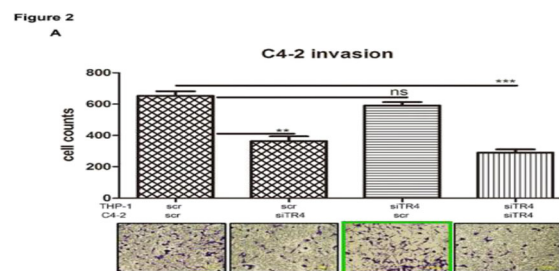 Figure 2
A
C4-2 invasion
800
600
400
200
0
cell counts
***
ns
**
THP-1 scr scr siTR4 siTR4
C4-2 scr siTR4 scr siTR4